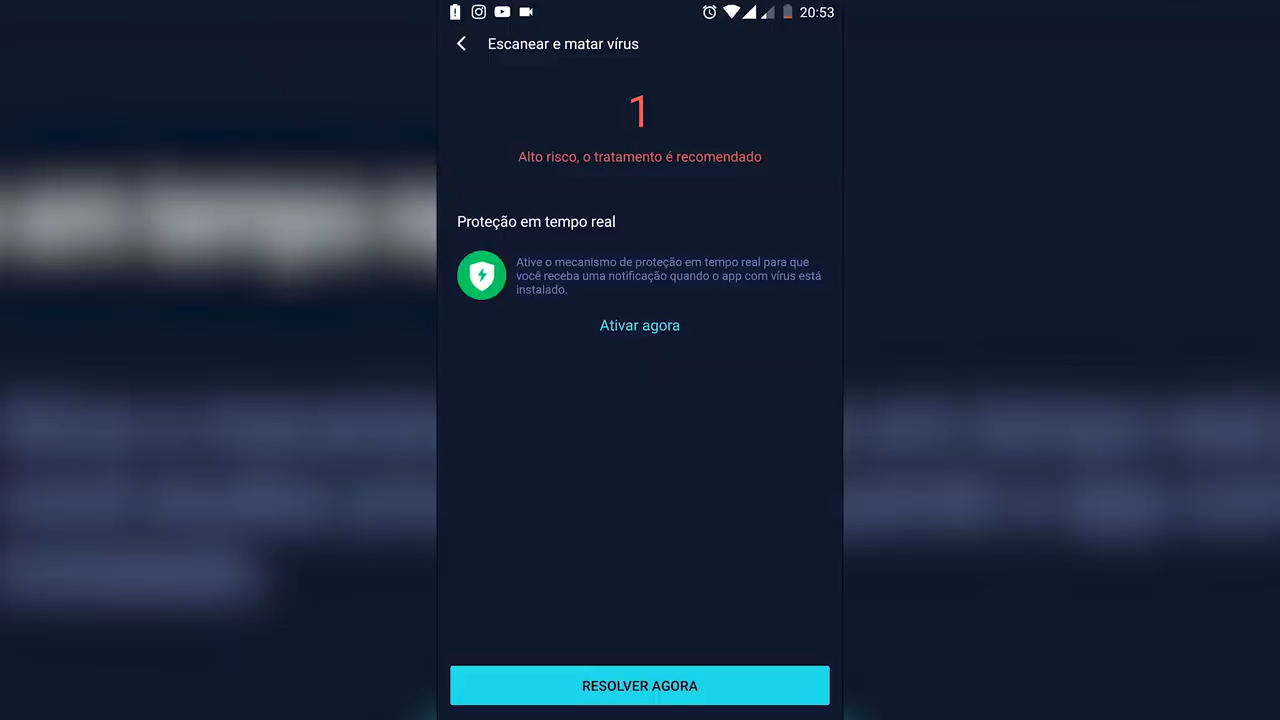 20:53
Escanear e matar vírus
1
Alto risco, o tratamento é recomendado
Proteção em tempo real
Ative o mecanismo de proteção em tempo real para que
você receba uma notificação quando o app com vírus está
instalado.
Ativar agora
RESOLVER AGORA